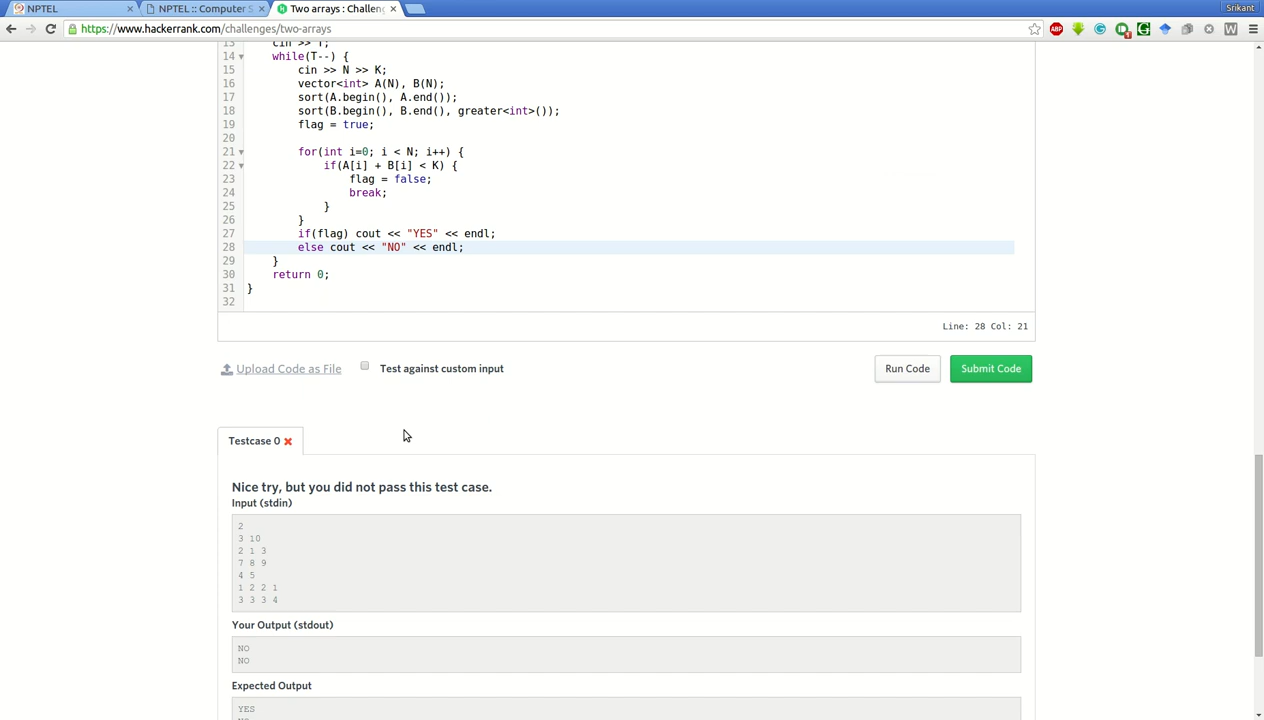 NPTEL
NPTEL :: Computer S
Two arrays : Challeng
Srikant
https://www.hackerrank.com/challenges/two-arrays
13 cin >> T;
14 while(T--) {
15 cin >> N >> K;
16 vector<int> A(N), B(N);
17 sort(A.begin(), A.end());
18 sort(B.begin(), B.end(), greater<int>());
19 flag = true;
20
21 for(int i=0; i < N; i++) {
22 if(A[i] + B[i] < K) {
23 flag = false;
24 break;
25 }
26 }
27 if(flag) cout << "YES" << endl;
28 else cout << "NO" << endl;
29 }
30 return 0;
31 }
32
Line: 28 Col: 21
Upload Code as File
Test against custom input
Run Code
Submit Code
Testcase 0
Nice try, but you did not pass this test case.
Input (stdin)
2
3 10
2 1 3
7 8 9
4 5
1 2 2 1
3 3 3 4
Your Output (stdout)
NO
NO
Expected Output
YES